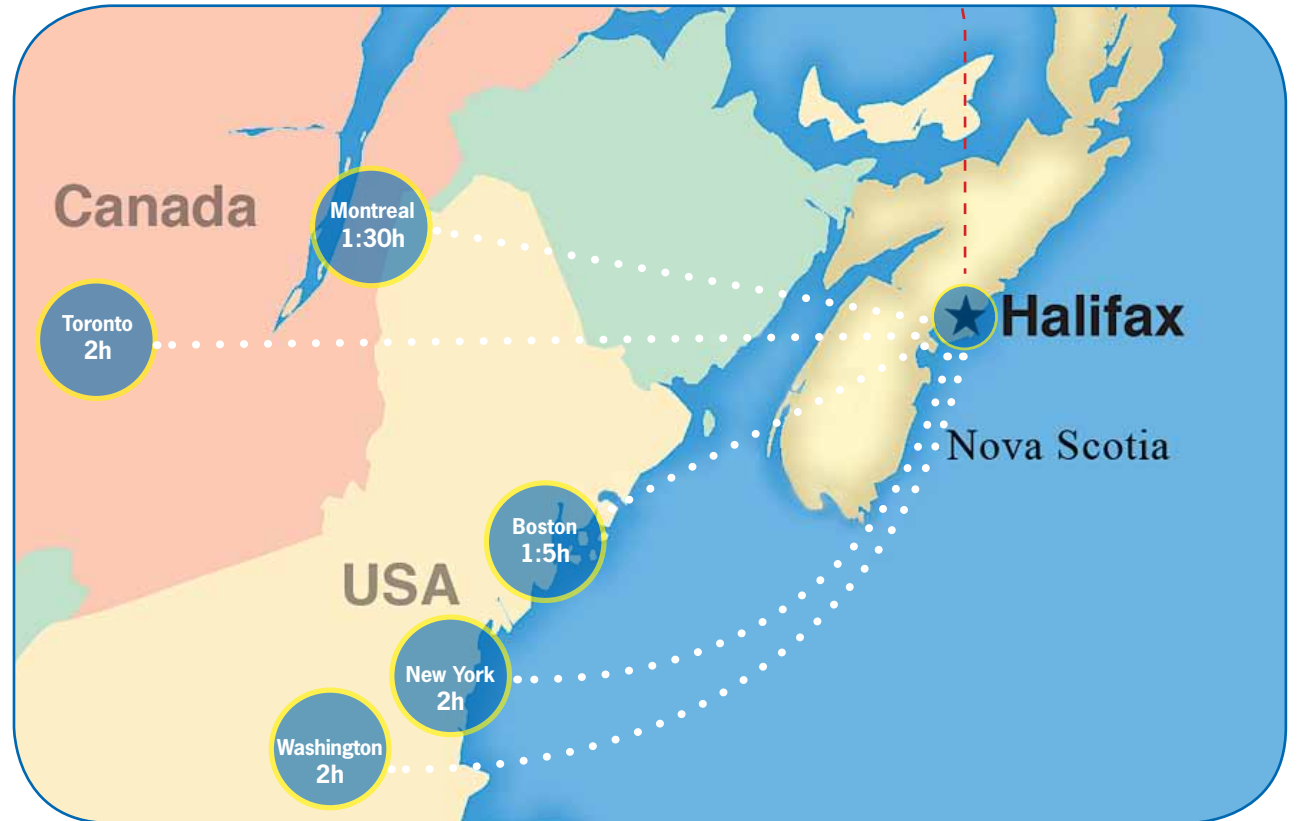 Canada
Montreal
1:30h
Toronto
2h
Halifax
Nova Scotia
Boston
1:5h
USA
New York
2h
Washington
2h